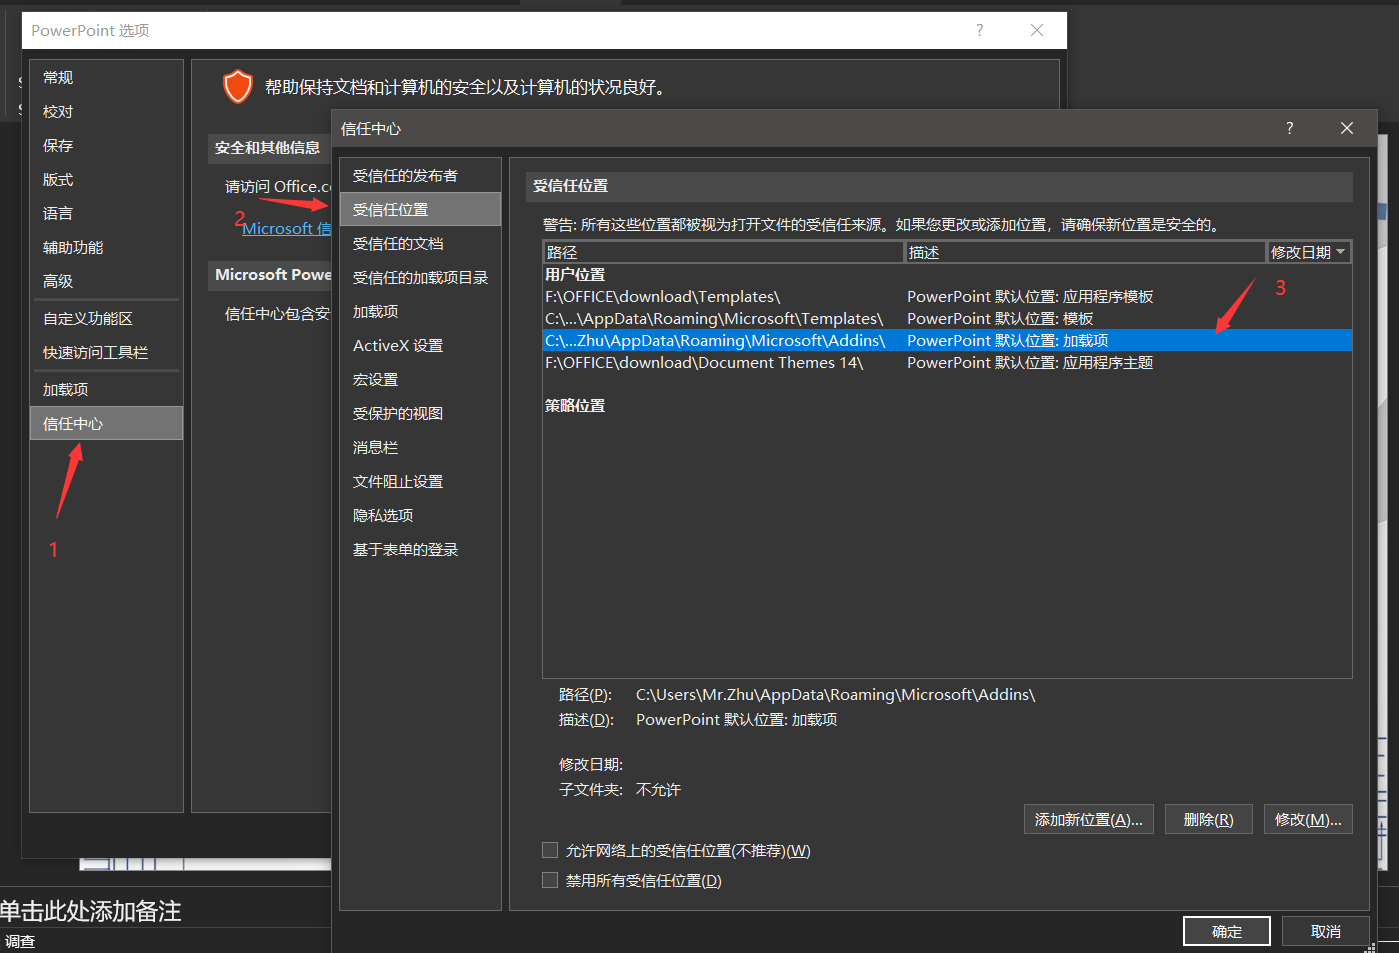 PowerPoint 选项
?
常规
校对
保存
版式
语言
辅助功能
高级
自定义功能区
快速访问工具栏
加载项
信任中心
1
帮助保持文档和计算机的安全以及计算机的状况良好。
安全和其他信息
请访问 Office.c
2
Microsoft 信
Microsoft Powe
信任中心包含安
信任中心
?
受信任的发布者
受信任位置
受信任的文档
受信任的加载项目录
加载项
ActiveX 设置
宏设置
受保护的视图
消息栏
文件阻止设置
隐私选项
基于表单的登录
受信任位置
警告: 所有这些位置都被视为打开文件的受信任来源。如果您更改或添加位置，请确保新位置是安全的。
路径 描述 修改日期
用户位置
F:\OFFICE\download\Templates\ PowerPoint 默认位置: 应用程序模板
C:\...\AppData\Roaming\Microsoft\Templates\ PowerPoint 默认位置: 模板
C:\...Zhu\AppData\Roaming\Microsoft\Addins\ PowerPoint 默认位置: 加载项
F:\OFFICE\download\Document Themes 14\ PowerPoint 默认位置: 应用程序主题
3
策略位置
路径(P): C:\Users\Mr.Zhu\AppData\Roaming\Microsoft\Addins\
描述(D): PowerPoint 默认位置: 加载项
修改日期:
子文件夹: 不允许
添加新位置(A)... 删除(R) 修改(M)...
允许网络上的受信任位置(不推荐)(W)
禁用所有受信任位置(D)
确定 取消
单击此处添加备注
调查